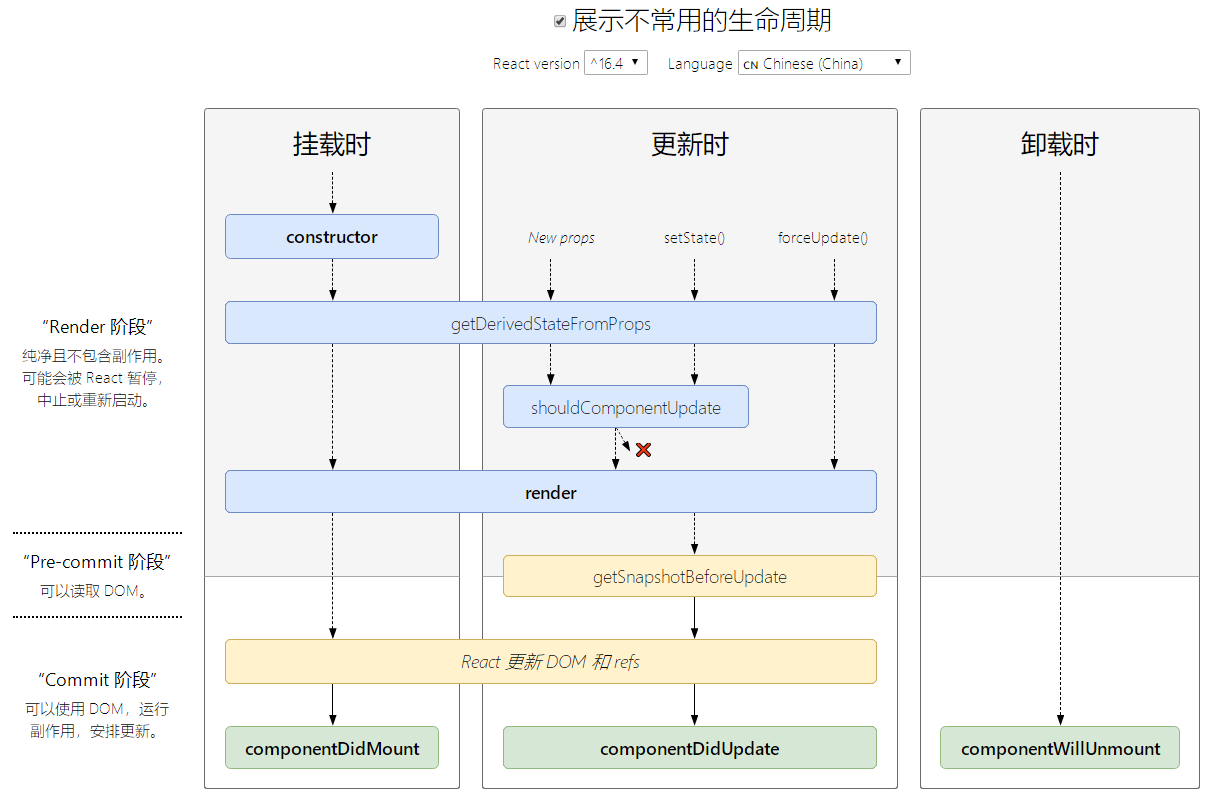 展示不常用的生命周期
React version ^16.4 Language CN Chinese (China)
挂载时
更新时
卸载时
constructor
New props
setState()
forceUpdate()
getDerivedStateFromProps
“Render 阶段”
纯净且不包含副作用。
可能会被 React 暂停，
中止或重新启动。
shouldComponentUpdate
render
“Pre-commit 阶段”
可以读取 DOM。
getSnapshotBeforeUpdate
React 更新 DOM 和 refs
“Commit 阶段”
可以使用 DOM，运行
副作用，安排更新。
componentDidMount
componentDidUpdate
componentWillUnmount